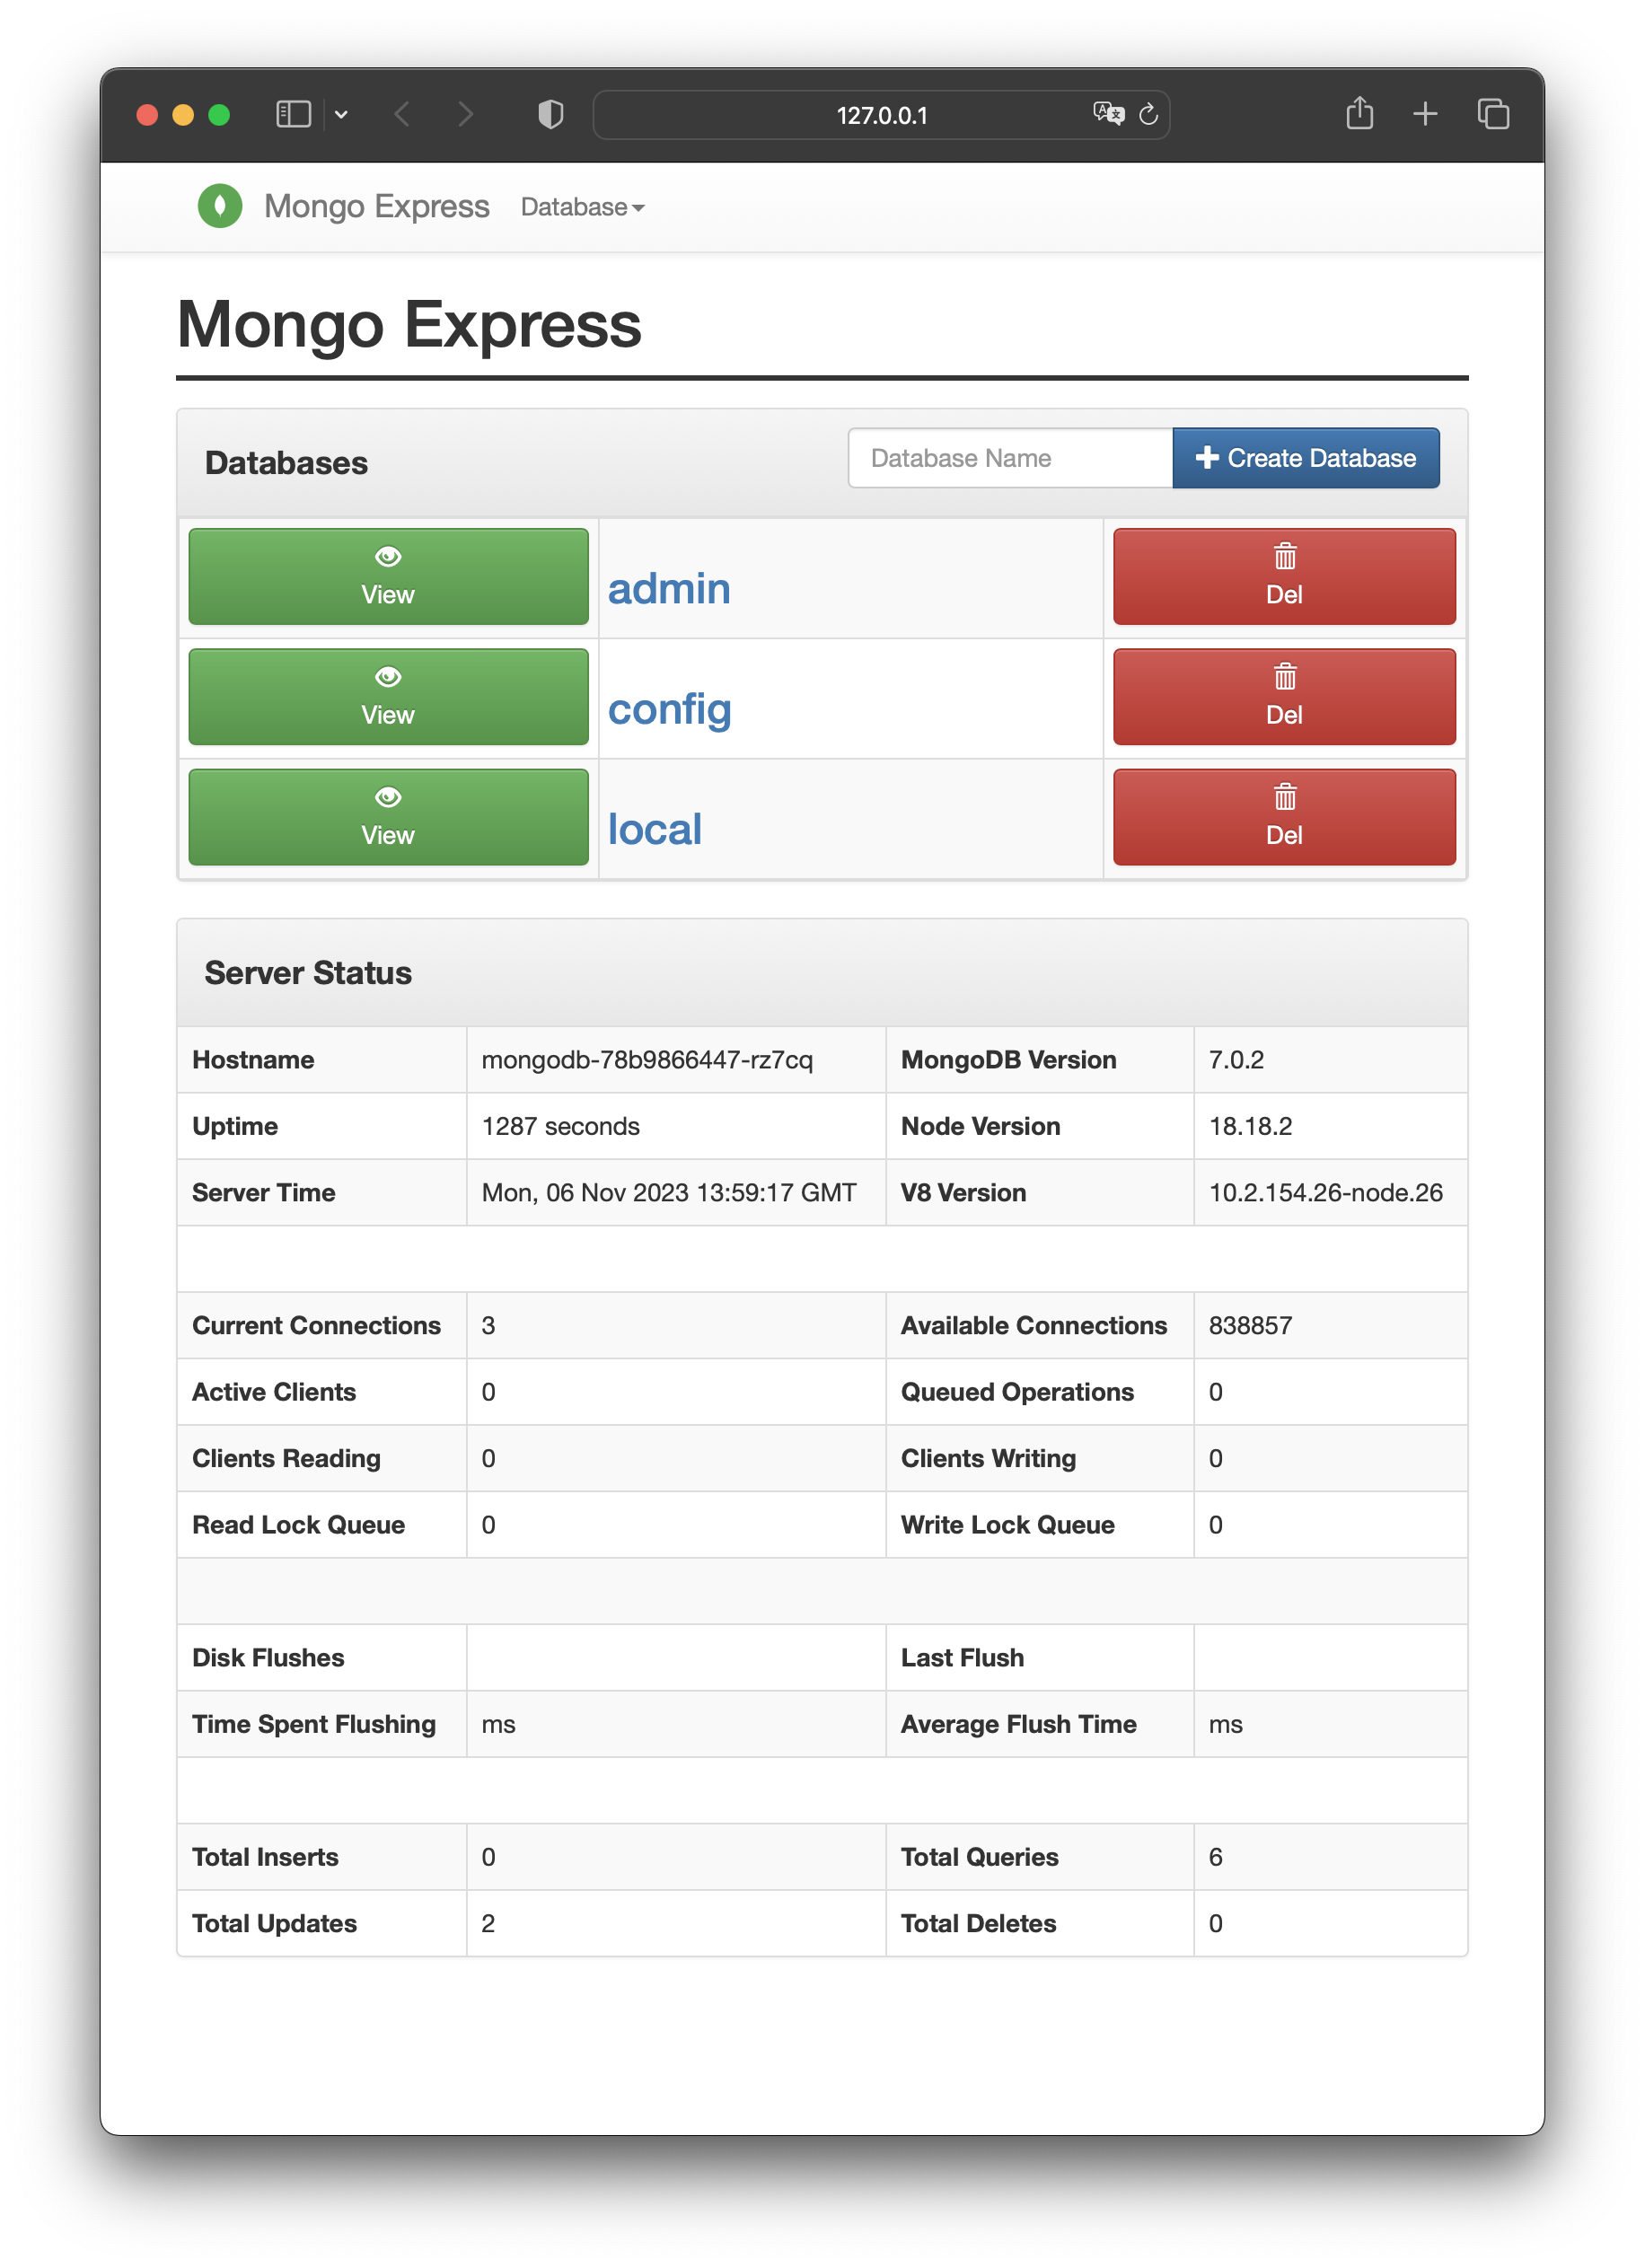 127.0.0.1
Mongo Express Database
Mongo Express
Databases Database Name Create Database
View admin Del
View config Del
View local Del
Server Status
Hostname mongodb-78b9866447-rz7cq MongoDB Version 7.0.2
Uptime 1287 seconds Node Version 18.18.2
Server Time Mon, 06 Nov 2023 13:59:17 GMT V8 Version 10.2.154.26-node.26
Current Connections 3 Available Connections 838857
Active Clients 0 Queued Operations 0
Clients Reading 0 Clients Writing 0
Read Lock Queue 0 Write Lock Queue 0
Disk Flushes Last Flush
Time Spent Flushing ms Average Flush Time ms
Total Inserts 0 Total Queries 6
Total Updates 2 Total Deletes 0